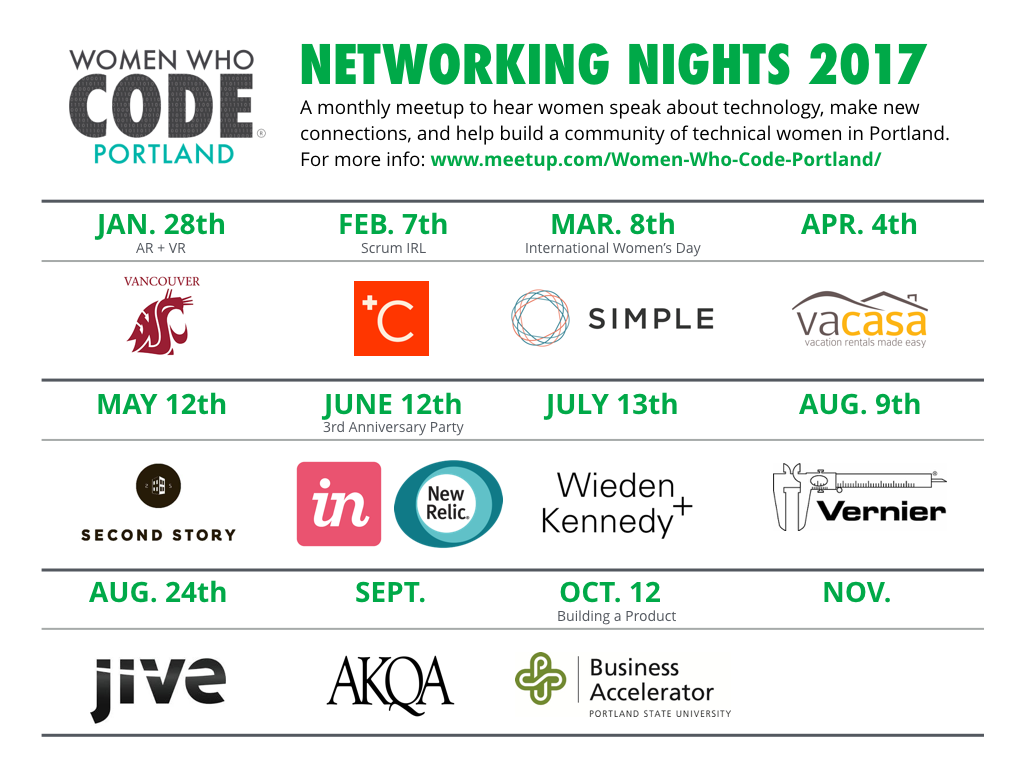 WOMEN WHO
CODE®
PORTLAND
NETWORKING NIGHTS 2017
A monthly meetup to hear women speak about technology, make new
connections, and help build a community of technical women in Portland.
For more info: www.meetup.com/Women-Who-Code-Portland/
JAN. 28th FEB. 7th MAR. 8th APR. 4th
AR + VR Scrum IRL International Women's Day
VANCOUVER
+C
SIMPLE
vacasa
vacation rentals made easy
MAY 12th JUNE 12th JULY 13th AUG. 9th
3rd Anniversary Party
SECOND STORY
in
New
Relic.
Wieden
+
Kennedy
Vernier®
AUG. 24th SEPT. OCT. 12 NOV.
Building a Product
jive
AKQA
Business
Accelerator
PORTLAND STATE UNIVERSITY